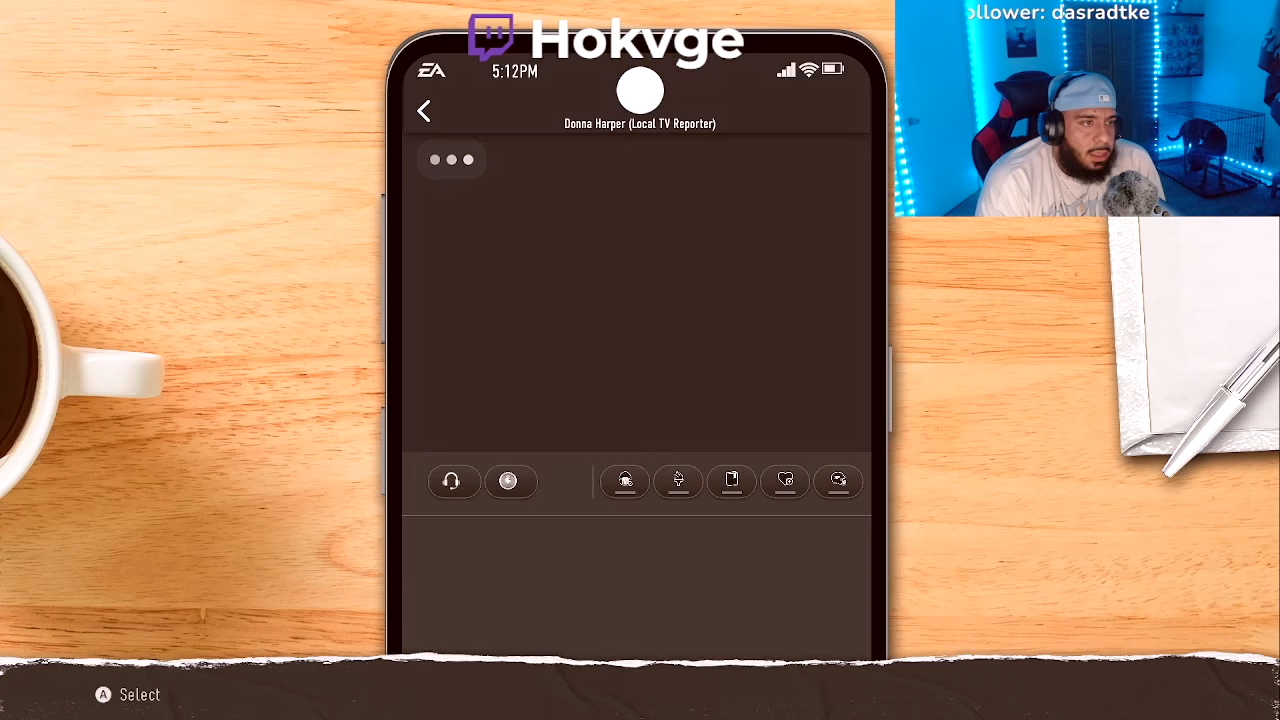 ollower: dasradtke
Hokvge
EA
5:12PM
Donna Harper (Local TV Reporter)
A Select